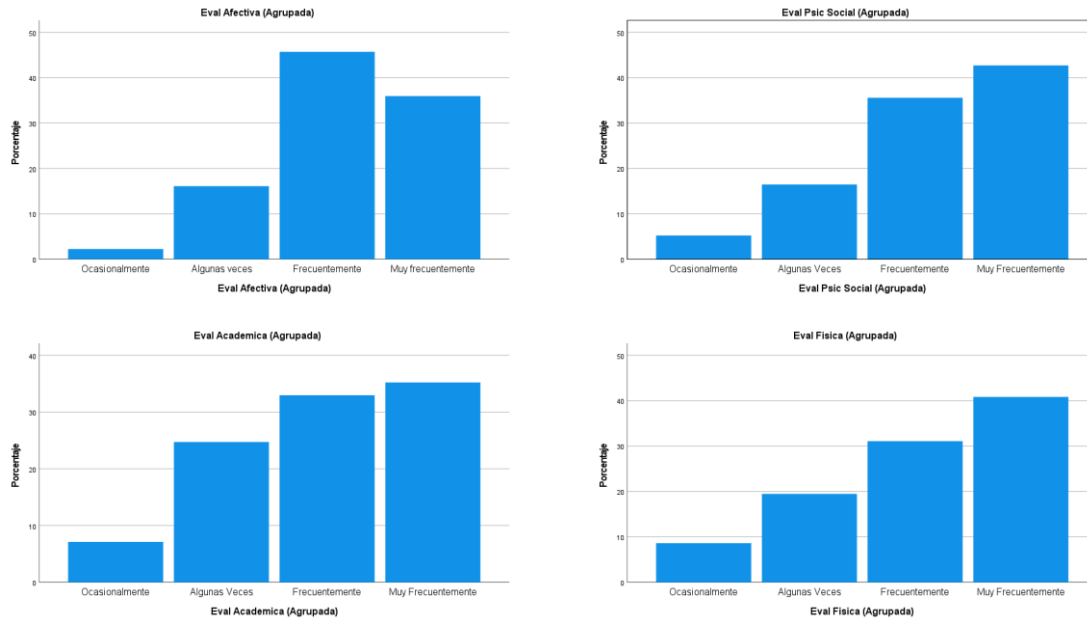 Eval Afectiva (Agrupada)
Porcentaje
50
40
30
20
10
0
Ocasionalmente Algunas veces Frecuentemente Muy frecuentemente
Eval Afectiva (Agrupada)
Eval Psic Social (Agrupada)
Porcentaje
50
40
30
20
10
0
Ocasionalmente Algunas Veces Frecuentemente Muy Frecuentemente
Eval Psic Social (Agrupada)
Eval Academica (Agrupada)
Porcentaje
40
30
20
10
0
Ocasionalmente Algunas Veces Frecuentemente Muy Frecuentemente
Eval Academica (Agrupada)
Eval Fisica (Agrupada)
Porcentaje
50
40
30
20
10
0
Ocasionalmente Algunas Veces Frecuentemente Muy Frecuentemente
Eval Fisica (Agrupada)